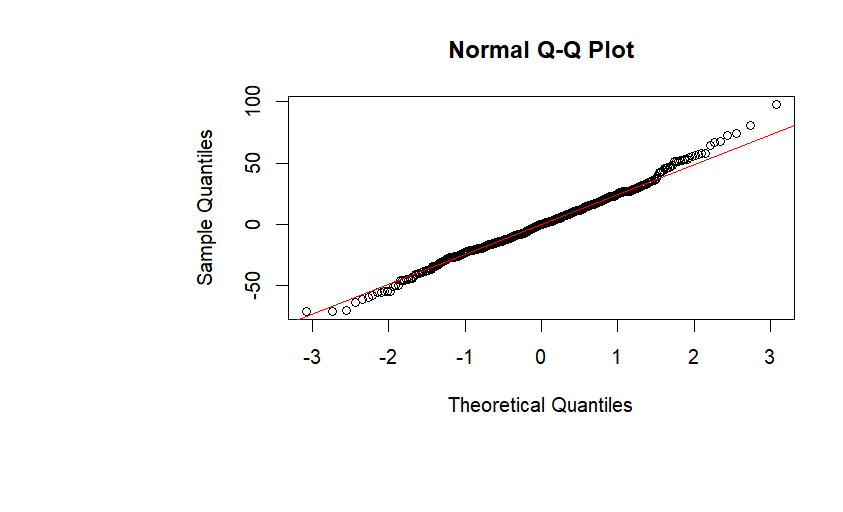 Normal Q-Q Plot
Sample Quantiles
100
50
0
-50
-3 -2 -1 0 1 2 3
Theoretical Quantiles